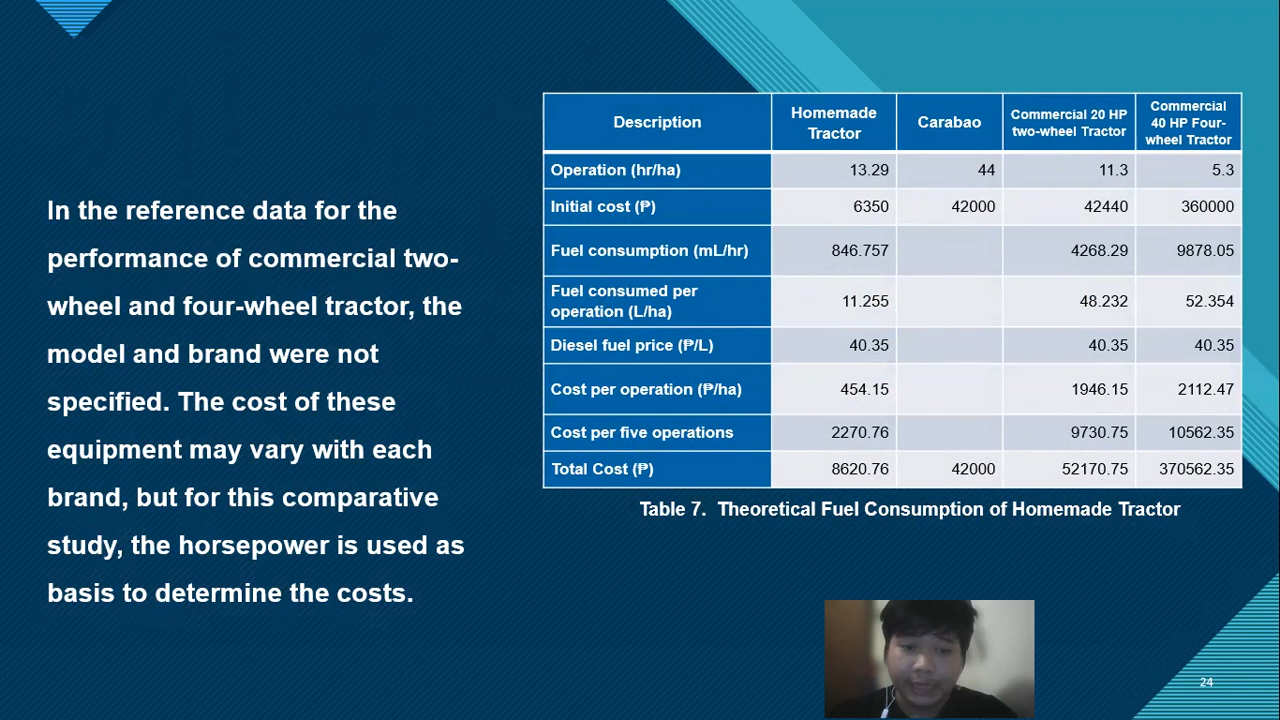 In the reference data for the
performance of commercial two-
wheel and four-wheel tractor, the
model and brand were not
specified. The cost of these
equipment may vary with each
brand, but for this comparative
study, the horsepower is used as
basis to determine the costs.
Description Homemade Tractor Carabao Commercial 20 HP two-wheel Tractor Commercial 40 HP Four-wheel Tractor
Operation (hr/ha) 13.29 44 11.3 5.3
Initial cost (₱) 6350 42000 42440 360000
Fuel consumption (mL/hr) 846.757 4268.29 9878.05
Fuel consumed per operation (L/ha) 11.255 48.232 52.354
Diesel fuel price (₱/L) 40.35 40.35 40.35
Cost per operation (₱/ha) 454.15 1946.15 2112.47
Cost per five operations 2270.76 9730.75 10562.35
Total Cost (₱) 8620.76 42000 52170.75 370562.35
Table 7. Theoretical Fuel Consumption of Homemade Tractor
24